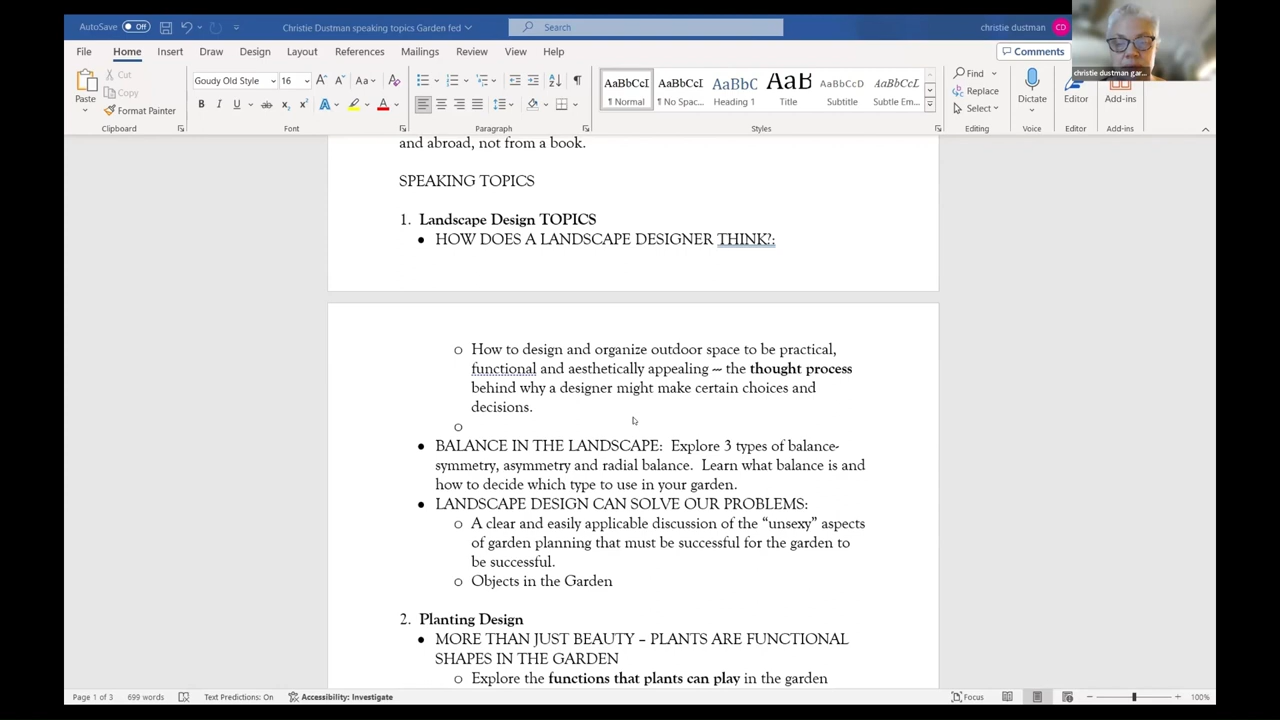 AutoSave Off Christie Dustman speaking topics Garden fed Search christie dustman CD
christie dustman gar...
File Home Insert Draw Design Layout References Mailings Review View Help Comments
Paste Cut Copy Format Painter
Goudy Old Style 16
AaBbCcI AaBbCcI AaBbC AaB AaBbCcD AaBbCcL
¶ Normal ¶ No Spac... Heading 1 Title Subtitle Subtle Em...
Find Replace Select
Dictate Editor Add-ins
Clipboard Font Paragraph Styles Editing Voice Editor Add-ins
and abroad, not from a book.
SPEAKING TOPICS
1. Landscape Design TOPICS
• HOW DOES A LANDSCAPE DESIGNER THINK?:
o How to design and organize outdoor space to be practical,
functional and aesthetically appealing -- the thought process
behind why a designer might make certain choices and
decisions.
o
• BALANCE IN THE LANDSCAPE: Explore 3 types of balance-
symmetry, asymmetry and radial balance. Learn what balance is and
how to decide which type to use in your garden.
• LANDSCAPE DESIGN CAN SOLVE OUR PROBLEMS:
o A clear and easily applicable discussion of the “unsexy” aspects
of garden planning that must be successful for the garden to
be successful.
o Objects in the Garden
2. Planting Design
• MORE THAN JUST BEAUTY – PLANTS ARE FUNCTIONAL
SHAPES IN THE GARDEN
o Explore the functions that plants can play in the garden
Page 1 of 3 699 words Text Predictions: On Accessibility: Investigate Focus 100%